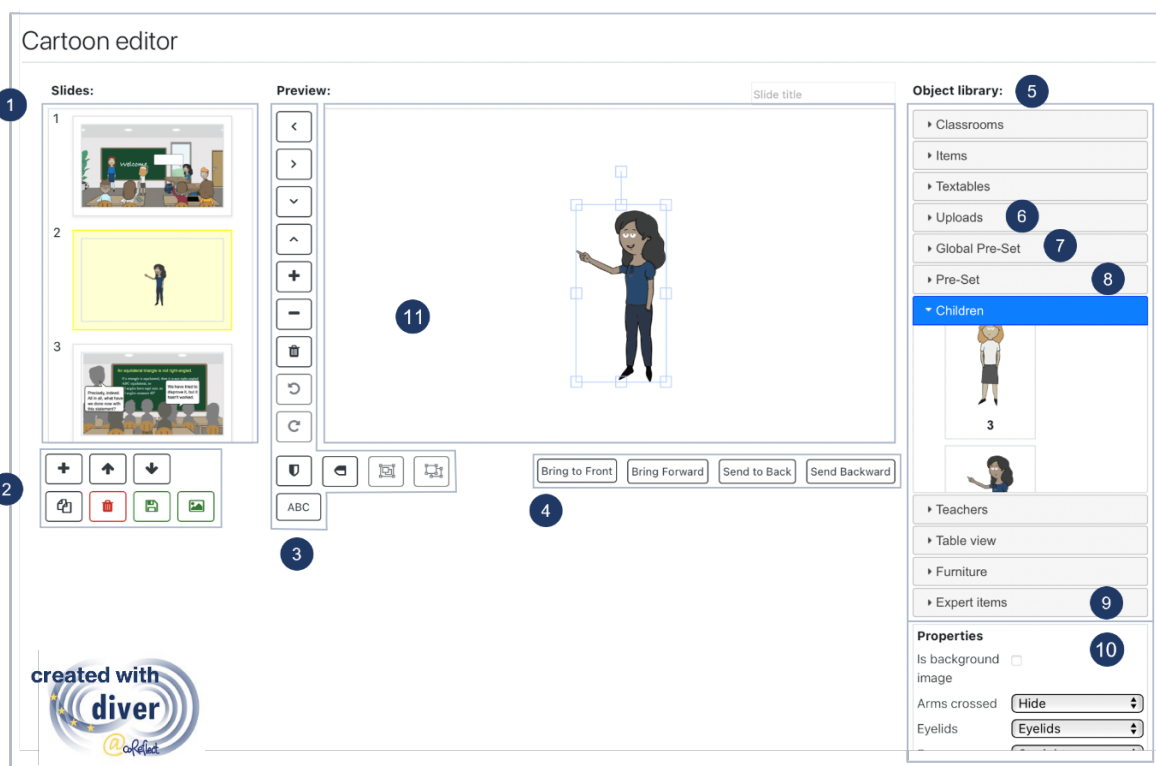 Cartoon editor
Slides:
Preview:
Slide title
Object library:
5
1
1
Welcome
2
3
An equilateral triangle is not right-angled.
Precisely, indeed.
All in all, what have
we done now with
this statement?
We have tried to
disprove it, but it
hasn't worked.
11
Classrooms
Items
Textables
Uploads
6
Global Pre-Set
7
Pre-Set
8
Children
3
Teachers
Table view
Furniture
Expert items
9
2
ABC
3
Bring to Front
Bring Forward
Send to Back
Send Backward
4
Properties
10
Is background
image
Arms crossed
Hide
Eyelids
Eyelids
created with
diver
@coReflect